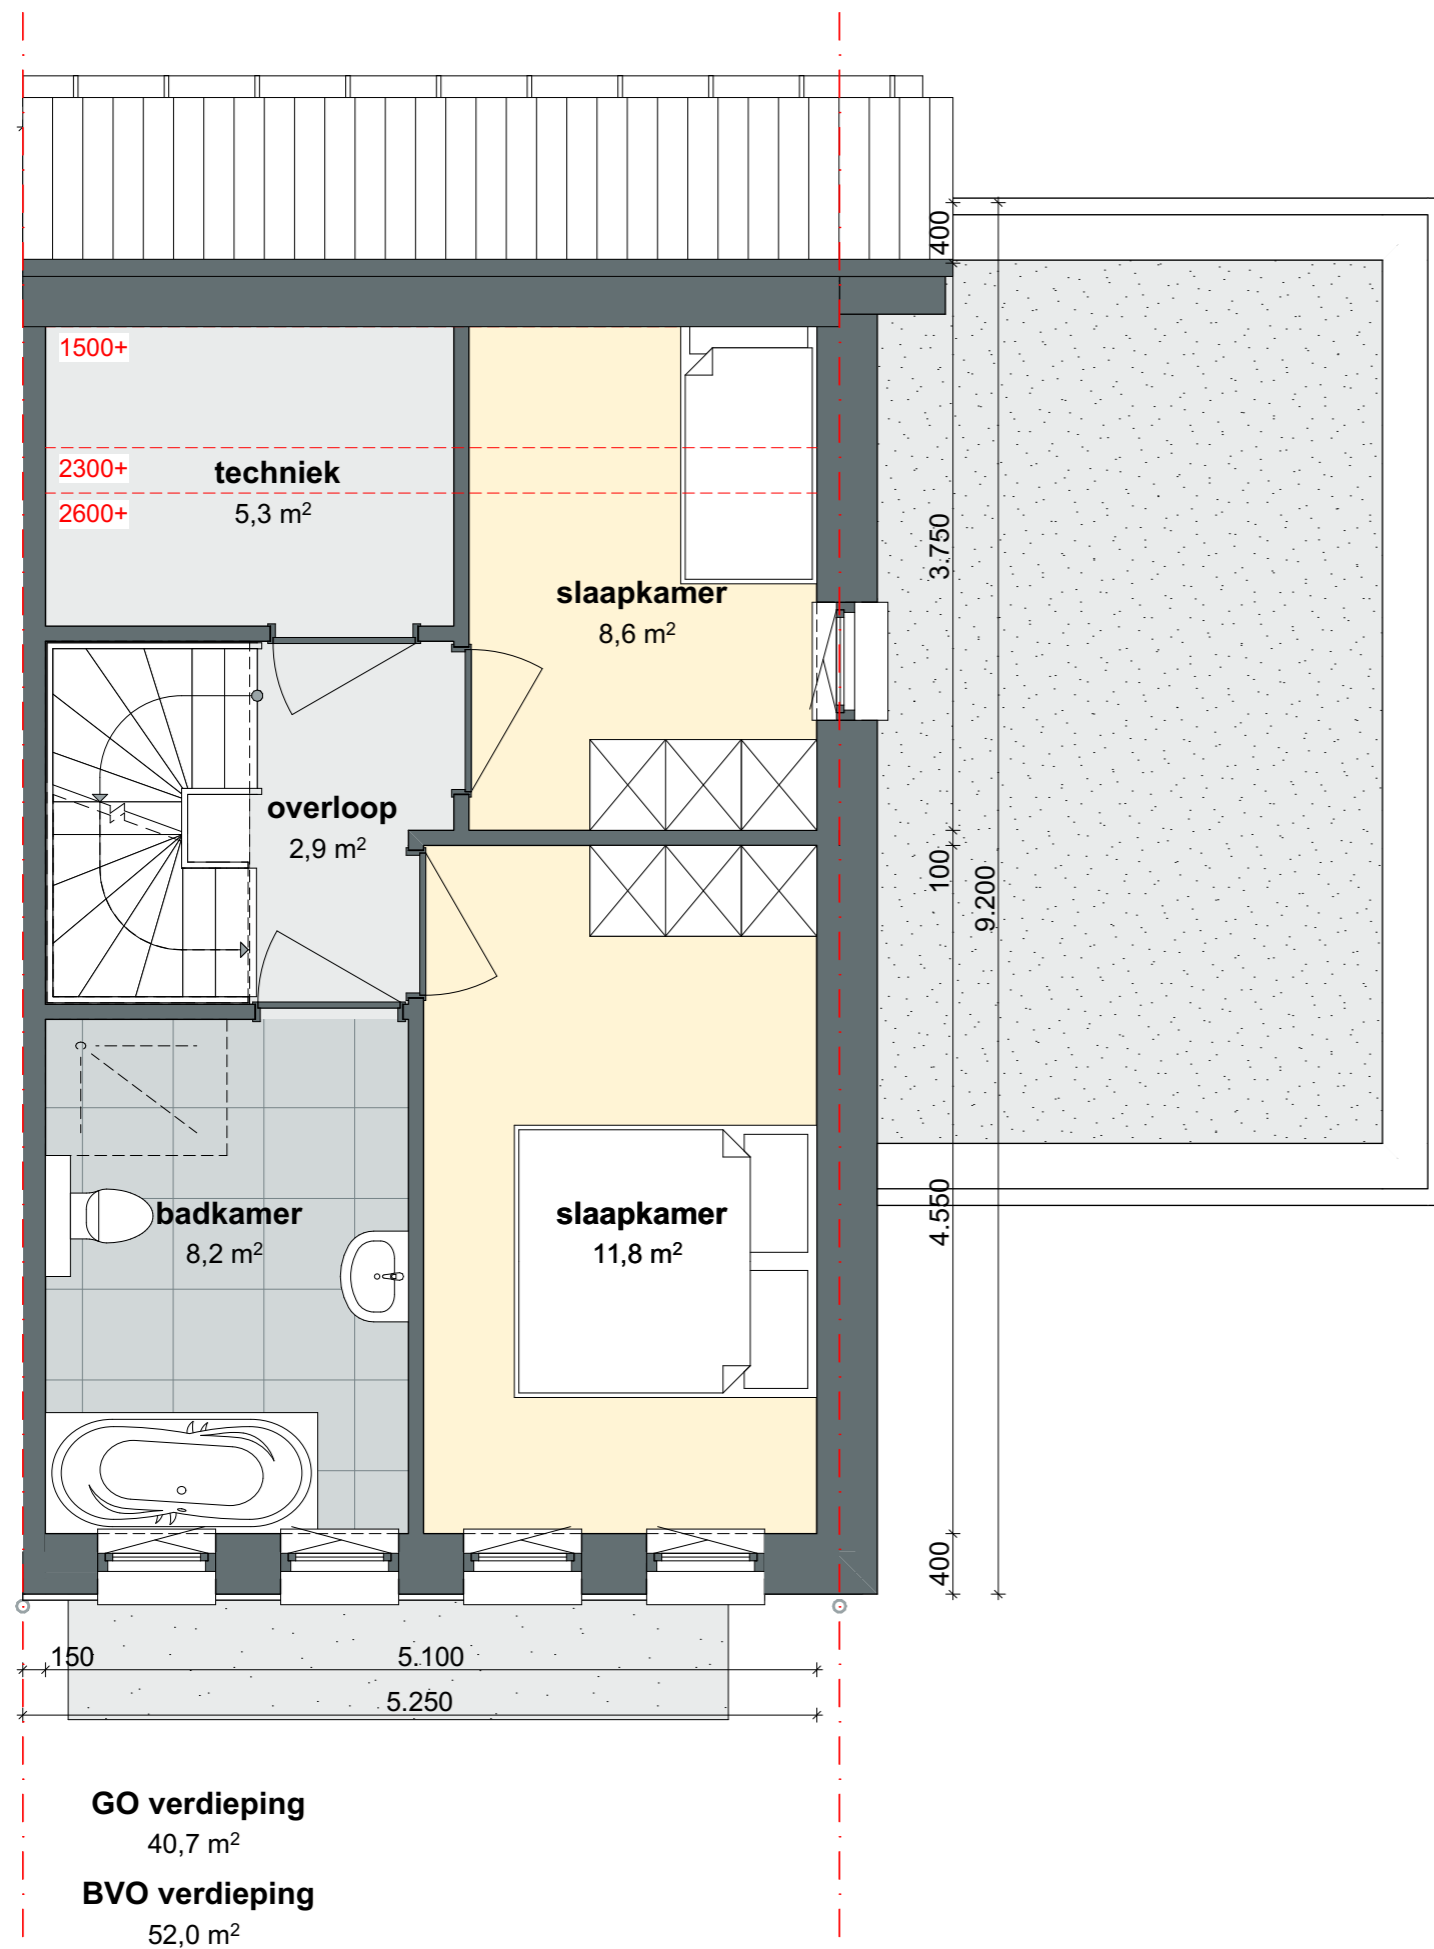 400
1500+
2300+
techniek
2600+
5,3 m²
3.750
slaapkamer
8,6 m²
overloop
2,9 m²
100
9.200
badkamer
8,2 m²
slaapkamer
11,8 m²
4.550
400
150
5.100
5.250
GO verdieping
40,7 m²
BVO verdieping
52,0 m²